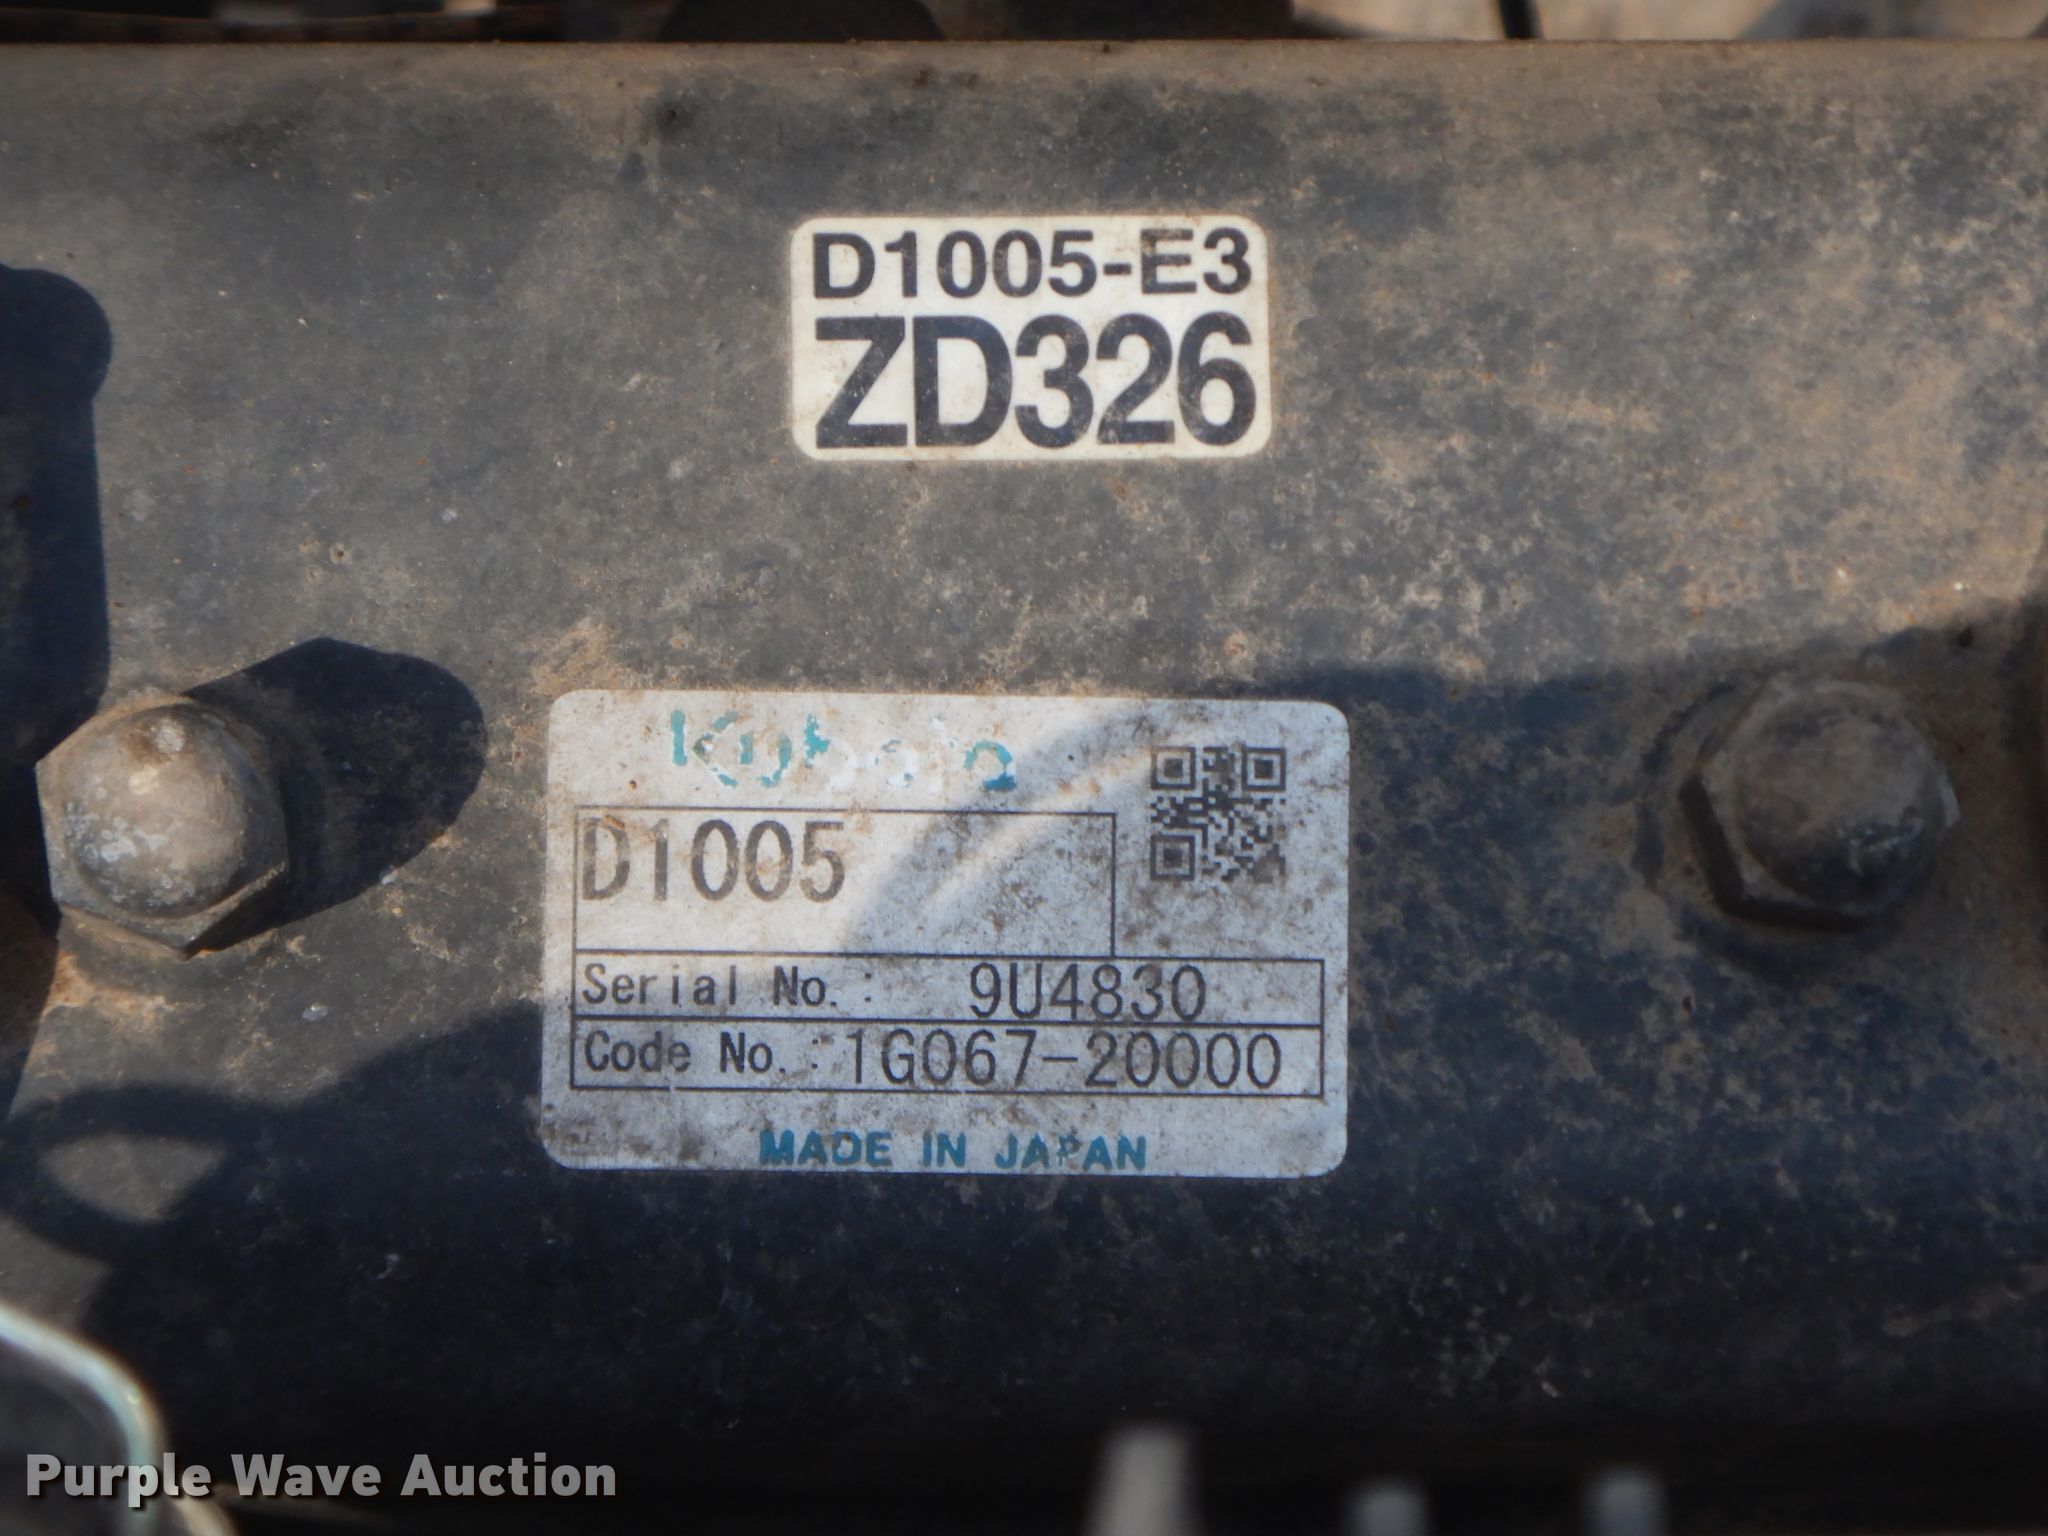 D1005-E3
ZD326
Kubota
D1005
Serial No.: 9U4830
Code No.: 1G067-20000
MADE IN JAPAN
Purple Wave Auction